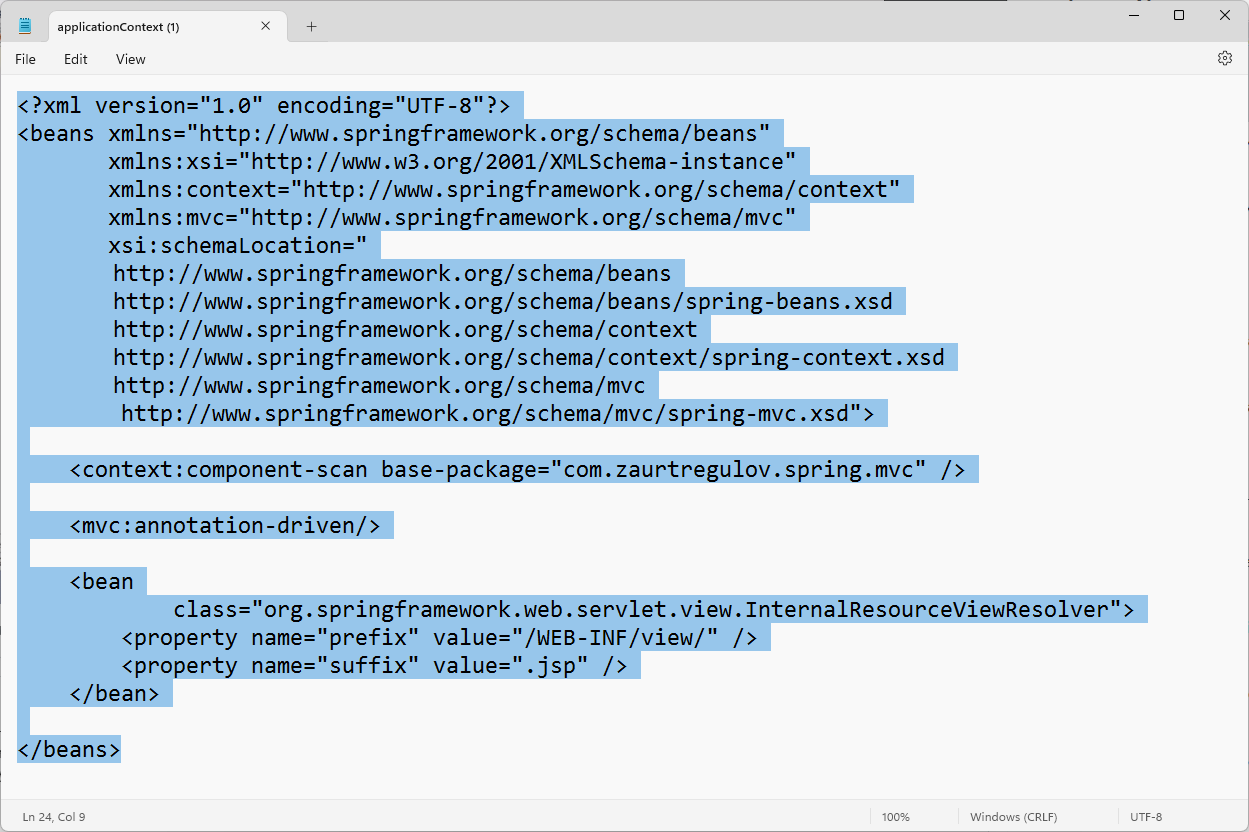 applicationContext (1)
File Edit View
<?xml version="1.0" encoding="UTF-8"?>
<beans xmlns="http://www.springframework.org/schema/beans"
       xmlns:xsi="http://www.w3.org/2001/XMLSchema-instance"
       xmlns:context="http://www.springframework.org/schema/context"
       xmlns:mvc="http://www.springframework.org/schema/mvc"
       xsi:schemaLocation="
       http://www.springframework.org/schema/beans
       http://www.springframework.org/schema/beans/spring-beans.xsd
       http://www.springframework.org/schema/context
       http://www.springframework.org/schema/context/spring-context.xsd
       http://www.springframework.org/schema/mvc
        http://www.springframework.org/schema/mvc/spring-mvc.xsd">

    <context:component-scan base-package="com.zaurtregulov.spring.mvc" />

    <mvc:annotation-driven/>

    <bean
            class="org.springframework.web.servlet.view.InternalResourceViewResolver">
        <property name="prefix" value="/WEB-INF/view/" />
        <property name="suffix" value=".jsp" />
    </bean>

</beans>
Ln 24, Col 9 100% Windows (CRLF) UTF-8